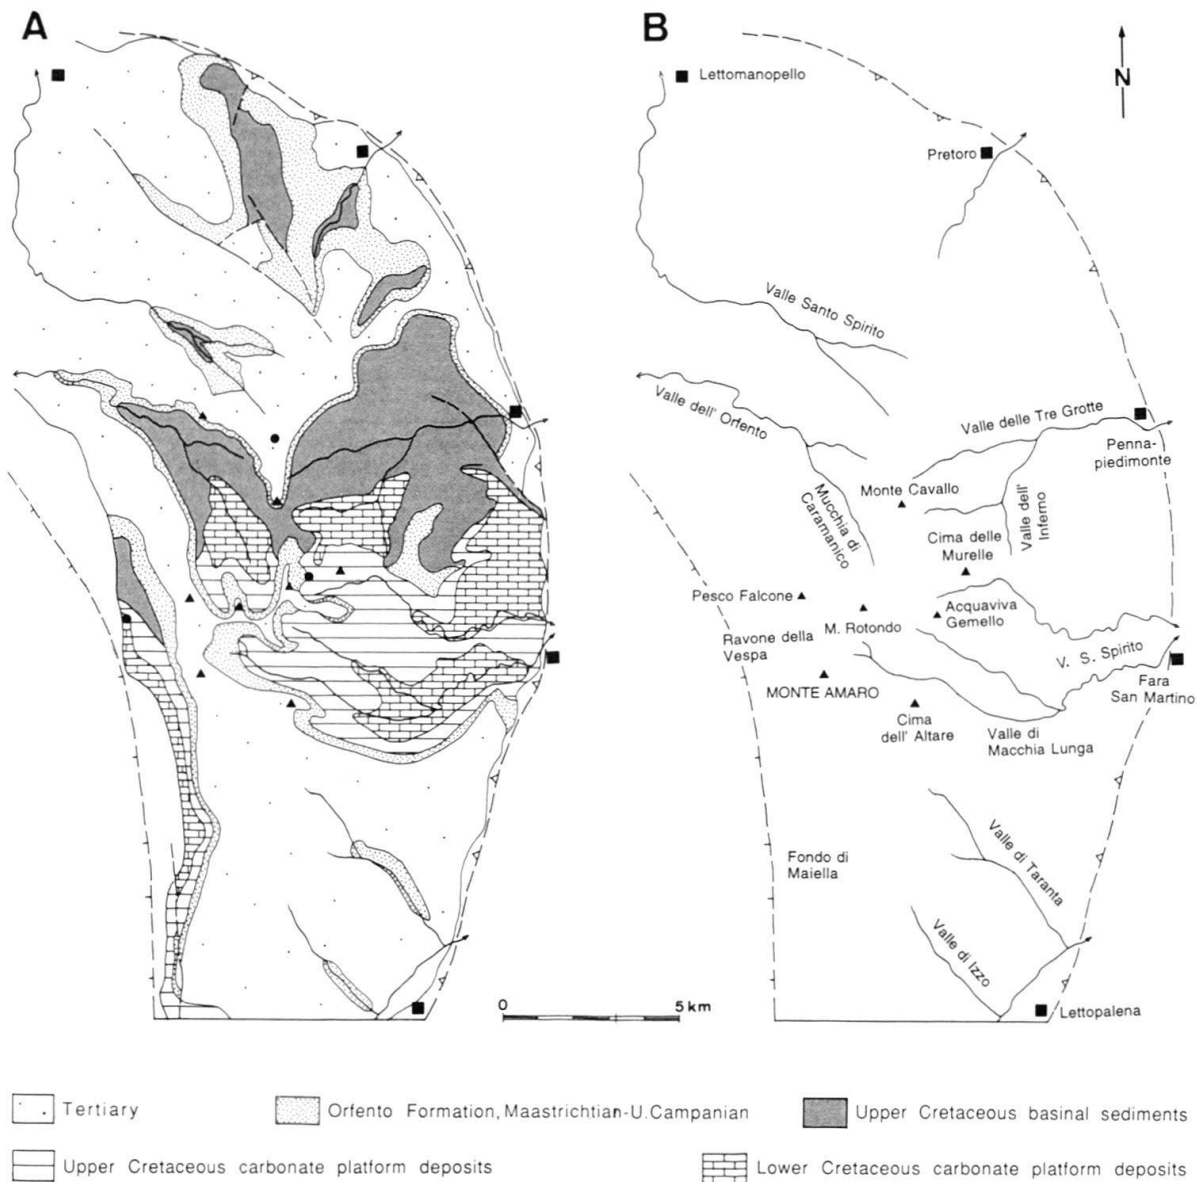 A
B
N
Lettomanopello
Pretoro
Valle Santo Spirito
Valle dell' Orfento
Valle delle Tre Grotte
Penna-
piedimonte
Monte Cavallo
Mucchia di
Caramanico
Valle dell'
Inferno
Cima delle
Murelle
Pesco Falcone
Acquaviva
Gemello
M. Rotondo
Ravone della
Vespa
V. S. Spirito
MONTE AMARO
Fara
San Martino
Cima
dell' Altare
Valle di
Macchia Lunga
Fondo di
Maiella
Valle di Taranta
Valle di Izzo
Lettopalena
0 5 km
Tertiary
Orfento Formation, Maastrichtian-U. Campanian
Upper Cretaceous basinal sediments
Upper Cretaceous carbonate platform deposits
Lower Cretaceous carbonate platform deposits